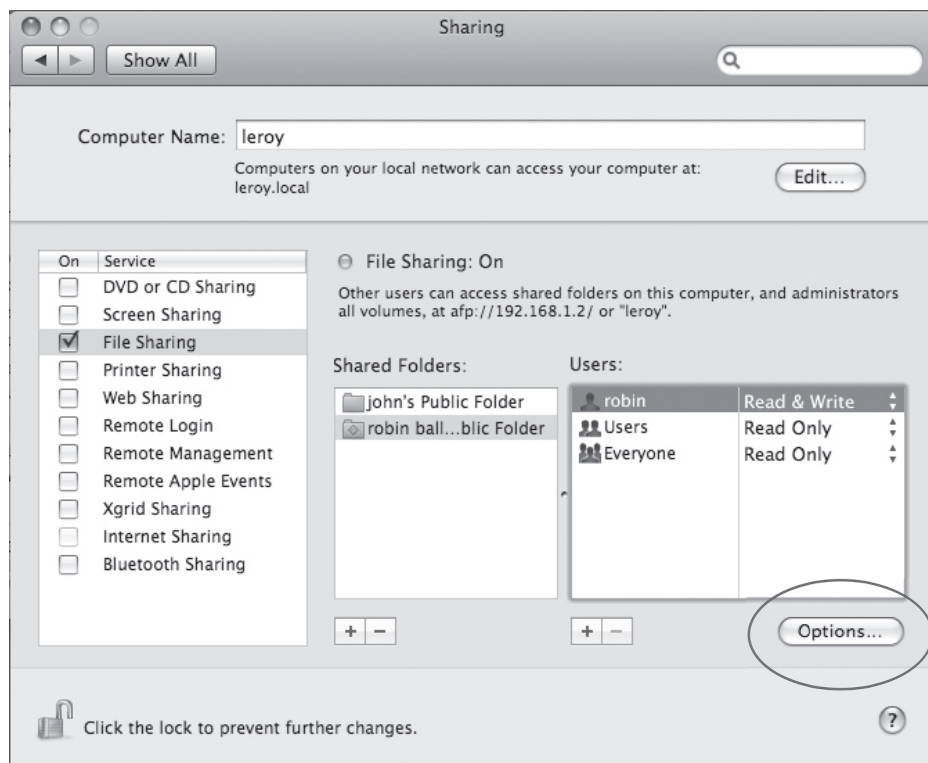 Sharing
Show All
Computer Name: leroy
Computers on your local network can access your computer at:
leroy.local
Edit...
On Service
DVD or CD Sharing
Screen Sharing
File Sharing
Printer Sharing
Web Sharing
Remote Login
Remote Management
Remote Apple Events
Xgrid Sharing
Internet Sharing
Bluetooth Sharing
File Sharing: On
Other users can access shared folders on this computer, and administrators
all volumes, at afp://192.168.1.2/ or "leroy".
Shared Folders:
john's Public Folder
robin ball...blic Folder
Users:
robin Read & Write
Users Read Only
Everyone Read Only
+ −
+ −
Options...
Click the lock to prevent further changes.
?